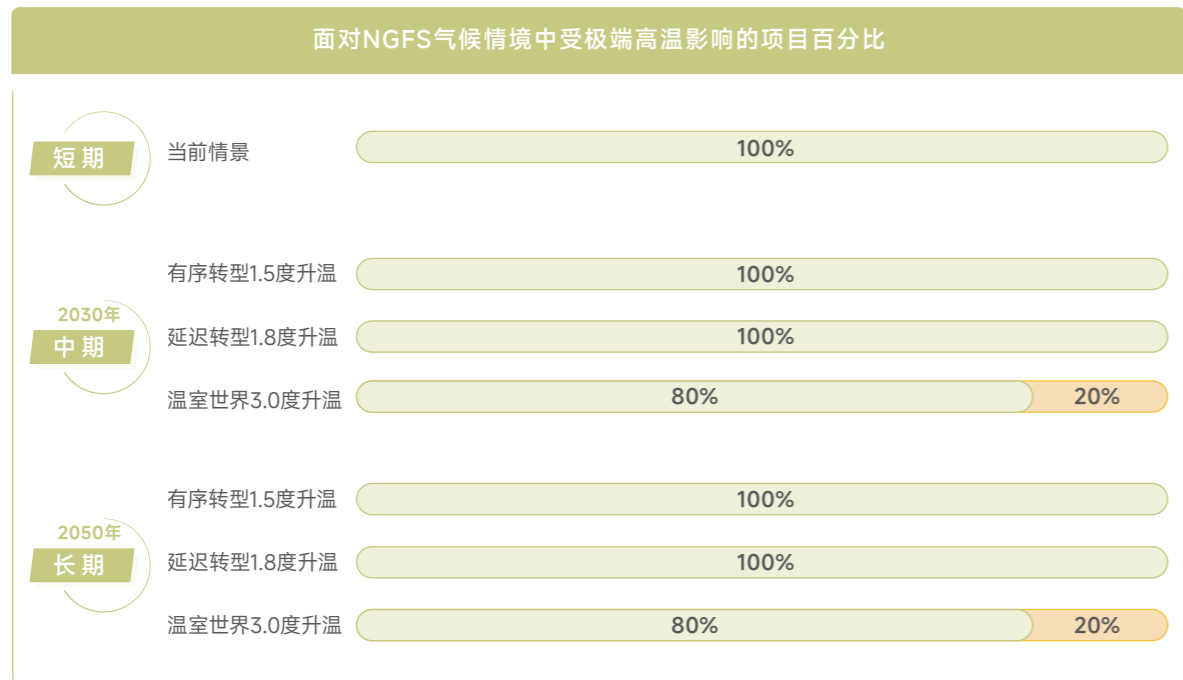 面对NGFS气候情境中受极端高温影响的项目百分比
短期
当前情景
100%
2030年
中期
有序转型1.5度升温
100%
延迟转型1.8度升温
100%
温室世界3.0度升温
80%
20%
2050年
长期
有序转型1.5度升温
100%
延迟转型1.8度升温
100%
温室世界3.0度升温
80%
20%